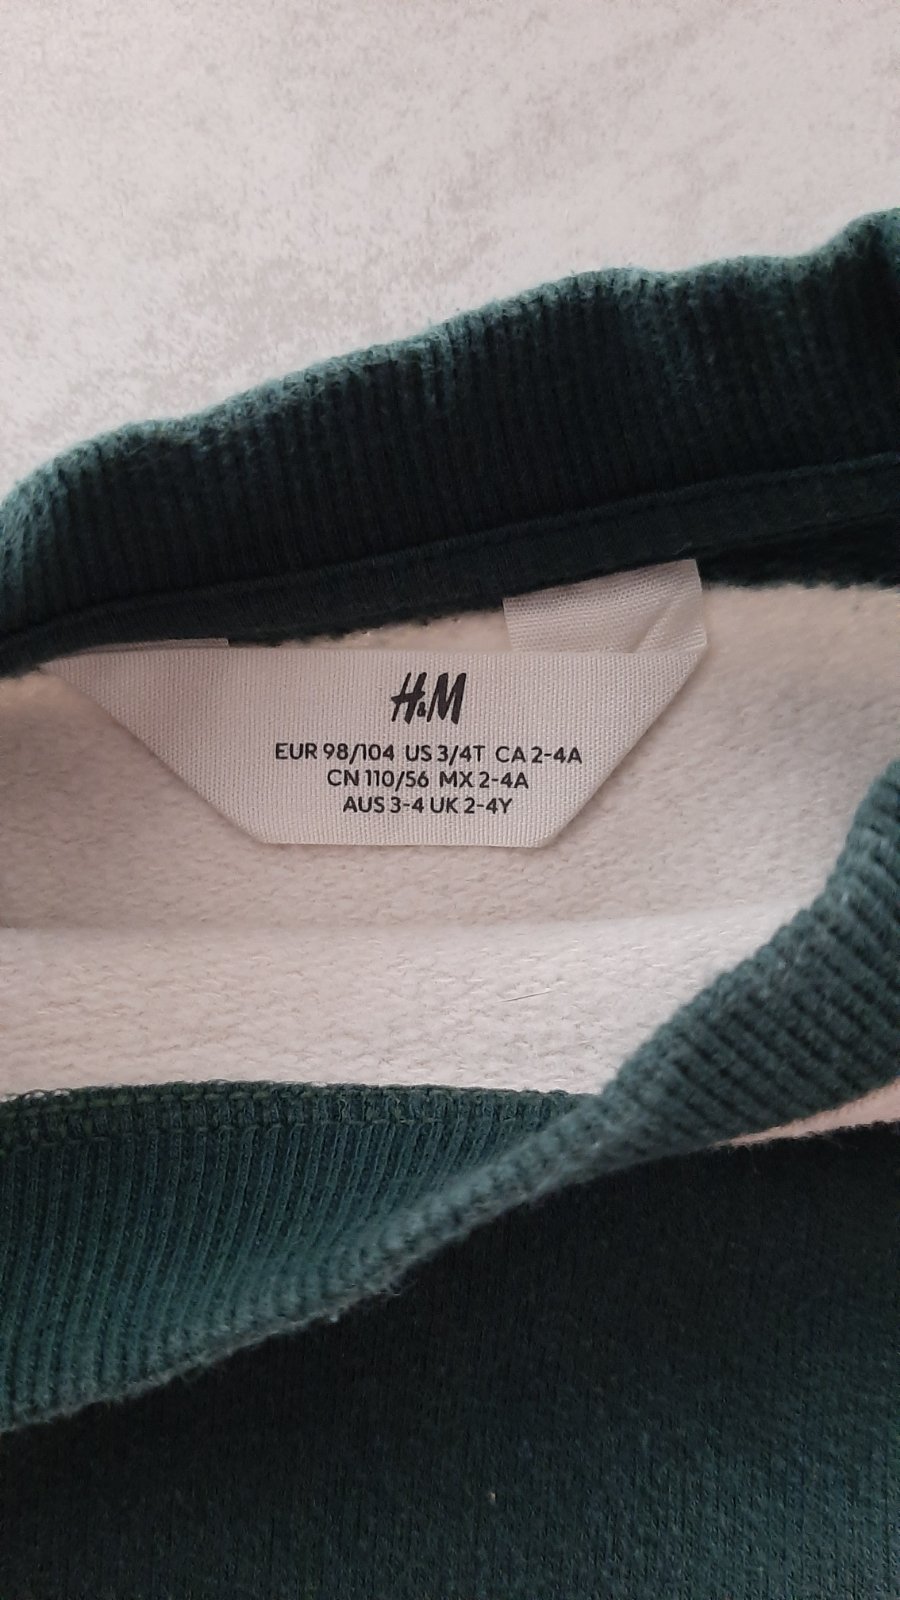 H&M
EUR 98/104 US 3/4T CA 2-4A
CN 110/56 MX 2-4A
AUS 3-4 UK 2-4Y